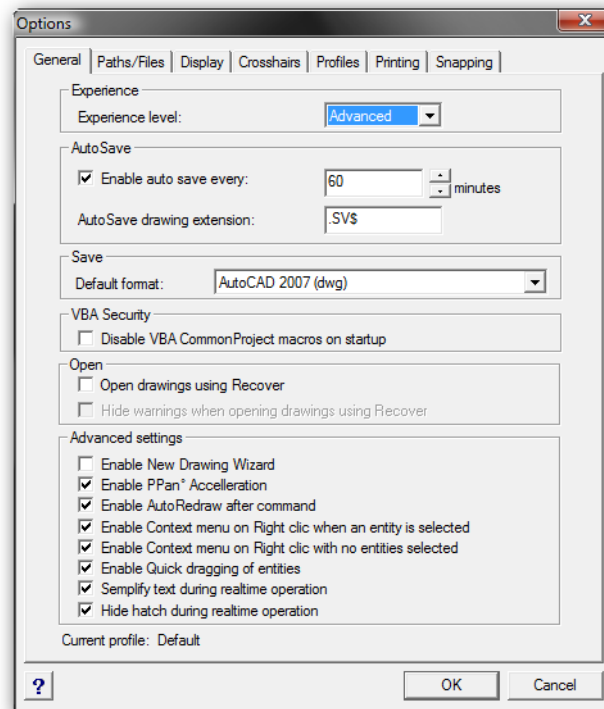 Options
General Paths/Files Display Crosshairs Profiles Printing Snapping
Experience
Experience level: Advanced
AutoSave
Enable auto save every: 60 minutes
AutoSave drawing extension: .SV$
Save
Default format: AutoCAD 2007 (dwg)
VBA Security
Disable VBA CommonProject macros on startup
Open
Open drawings using Recover
Hide warnings when opening drawings using Recover
Advanced settings
Enable New Drawing Wizard
Enable PPan° Accelleration
Enable AutoRedraw after command
Enable Context menu on Right clic when an entity is selected
Enable Context menu on Right clic with no entities selected
Enable Quick dragging of entities
Semplify text during realtime operation
Hide hatch during realtime operation
Current profile: Default
? OK Cancel